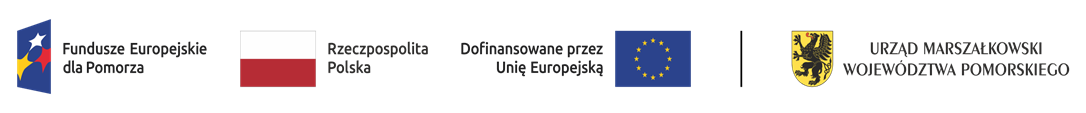 Fundusze Europejskie
dla Pomorza
Rzeczpospolita
Polska
Dofinansowane przez
Unię Europejską
URZĄD MARSZAŁKOWSKI
WOJEWÓDZTWA POMORSKIEGO